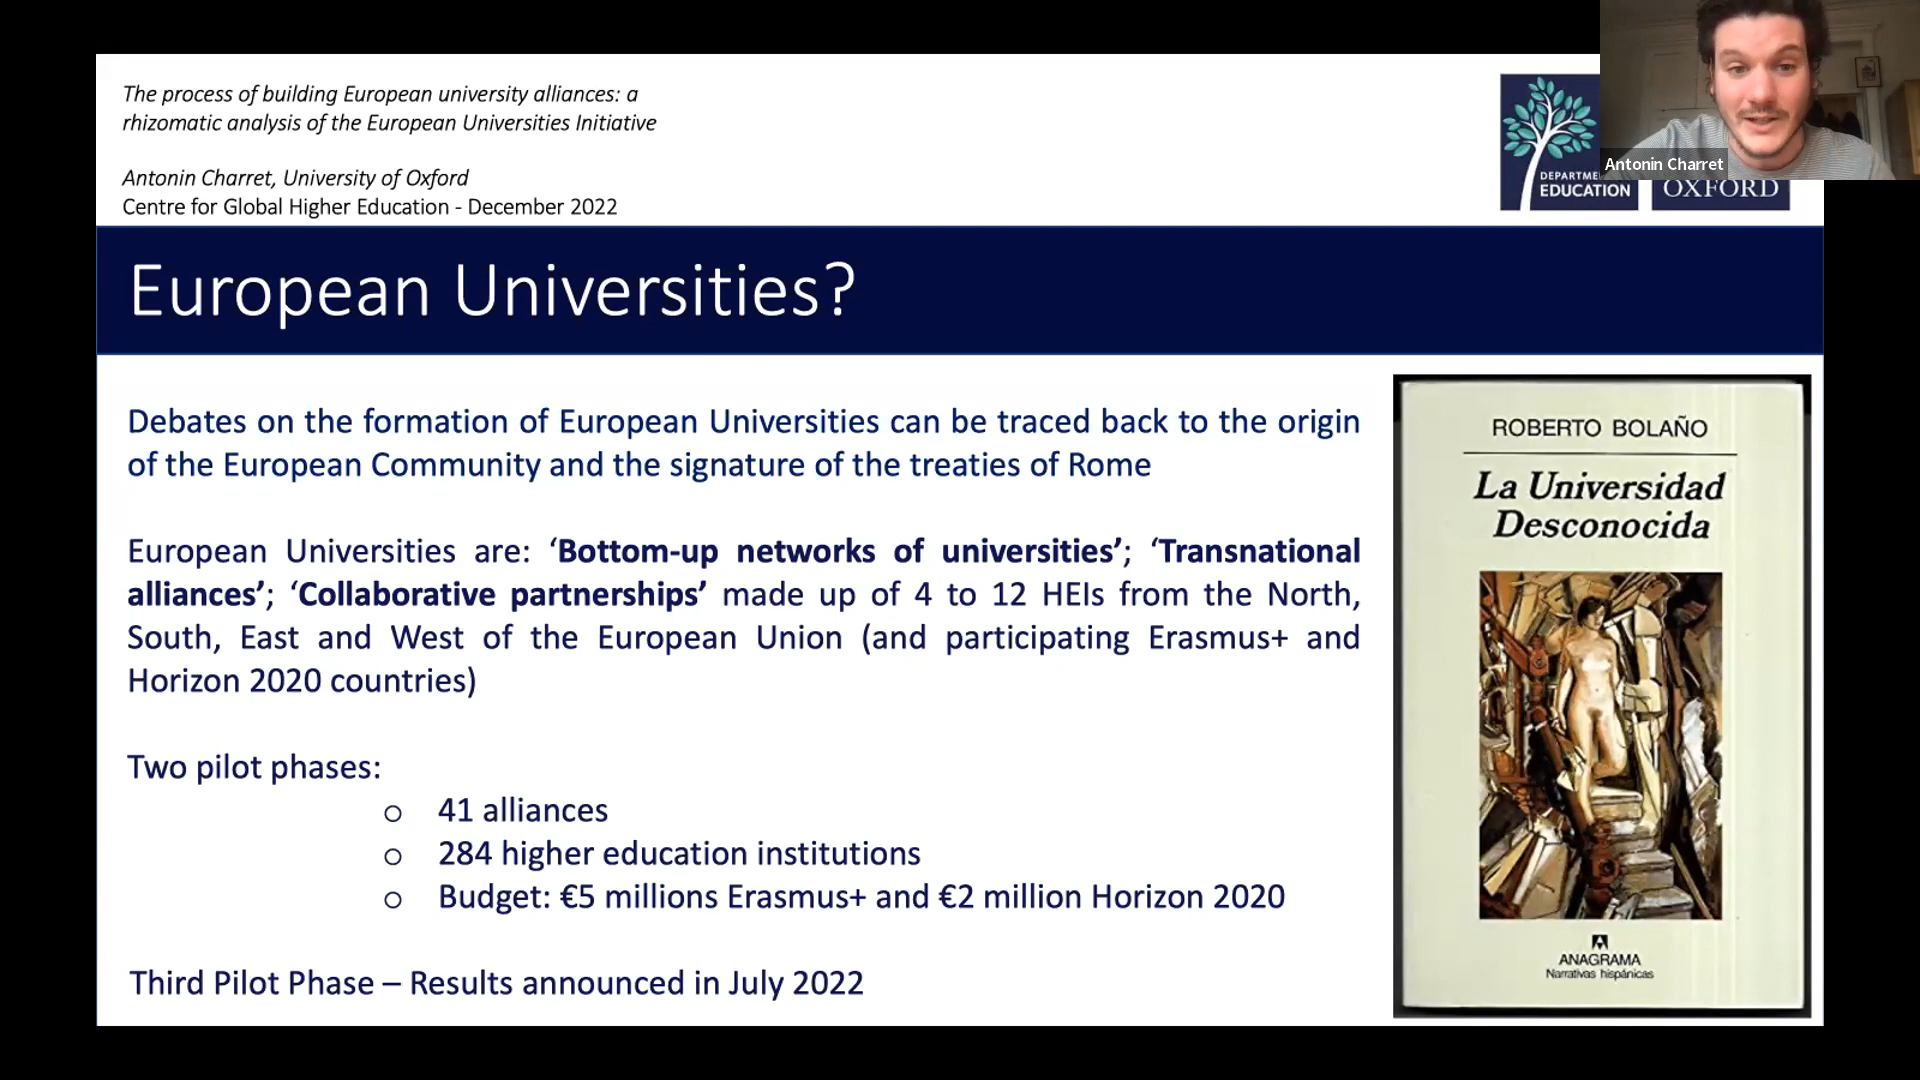 The process of building European university alliances: a
rhizomatic analysis of the European Universities Initiative
Antonin Charret, University of Oxford
Centre for Global Higher Education - December 2022
EDUCATION
OXFORD
Antonin Charret
European Universities?
Debates on the formation of European Universities can be traced back to the origin
of the European Community and the signature of the treaties of Rome
European Universities are: ‘Bottom-up networks of universities’; ‘Transnational
alliances’; ‘Collaborative partnerships’ made up of 4 to 12 HEIs from the North,
South, East and West of the European Union (and participating Erasmus+ and
Horizon 2020 countries)
Two pilot phases:
o 41 alliances
o 284 higher education institutions
o Budget: €5 millions Erasmus+ and €2 million Horizon 2020
Third Pilot Phase – Results announced in July 2022
ROBERTO BOLAÑO
La Universidad
Desconocida
ANAGRAMA
Narrativas hispánicas